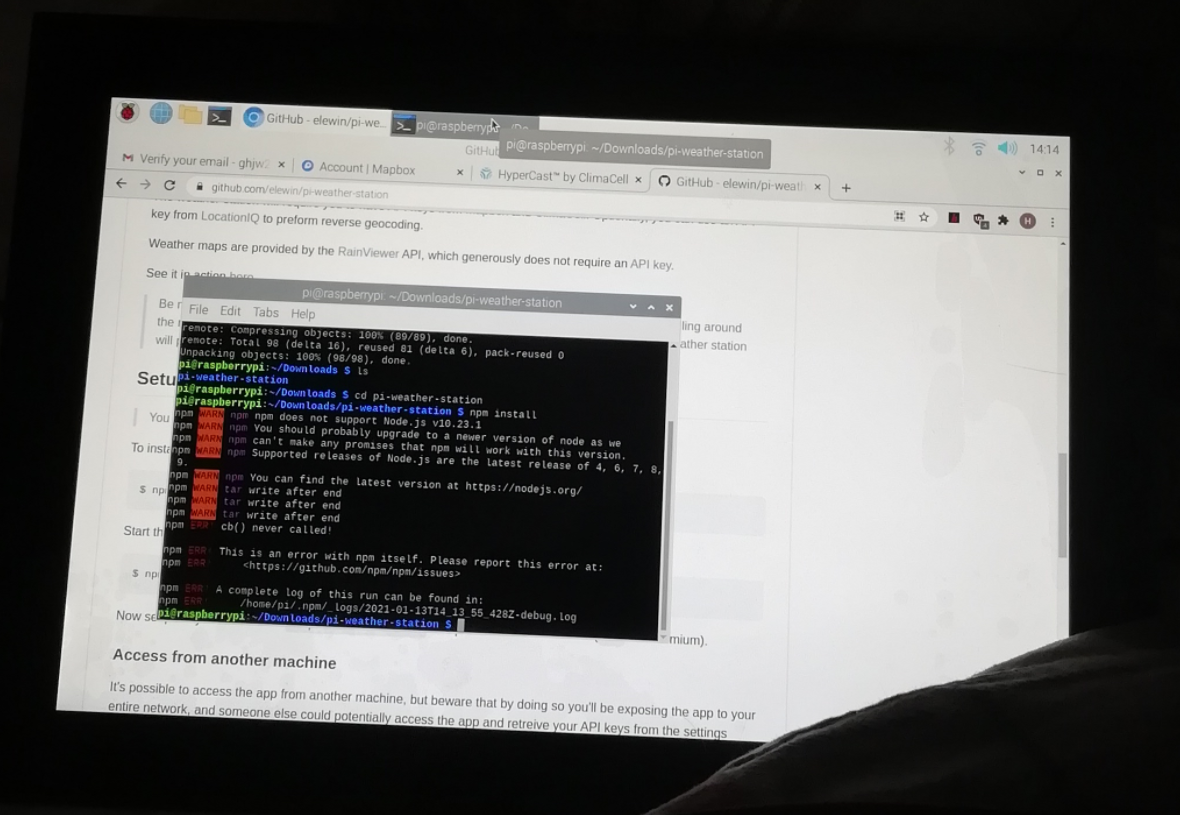 GitHub - elewin/pi-we...
pi@raspberrypi: ~/Do...
14:14
pi@raspberrypi: ~/Downloads/pi-weather-station
GitHub
Verify your email - ghjw2
Account | Mapbox
HyperCast™ by ClimaCell
GitHub - elewin/pi-weath
github.com/elewin/pi-weather-station
H
key from LocationIQ to preform reverse geocoding.
Weather maps are provided by the RainViewer API, which generously does not require an API key.
See it in action here
pi@raspberrypi: ~/Downloads/pi-weather-station
Be
File Edit Tabs Help
ling around
the
remote: Compressing objects: 100% (89/89), done.
ather station
will
remote: Total 98 (delta 16), reused 81 (delta 6), pack-reused 0
Unpacking objects: 100% (98/98), done.
pi@raspberrypi:~/Downloads $ ls
Setu
pi-weather-station
pi@raspberrypi:~/Downloads $ cd pi-weather-station
pi@raspberrypi:~/Downloads/pi-weather-station $ npm install
You
npm WARN npm npm does not support Node.js v10.23.1
npm WARN npm You should probably upgrade to a newer version of node as we
npm WARN npm can't make any promises that npm will work with this version.
To insta
npm WARN npm Supported releases of Node.js are the latest release of 4, 6, 7, 8,
9.
npm WARN npm You can find the latest version at https://nodejs.org/
$ np
npm WARN tar write after end
npm WARN tar write after end
npm WARN tar write after end
Start th
npm ERR! cb() never called!
npm ERR! This is an error with npm itself. Please report this error at:
$ np
npm ERR! <https://github.com/npm/npm/issues>
npm ERR! A complete log of this run can be found in:
npm ERR! /home/pi/.npm/_logs/2021-01-13T14_13_55_428Z-debug.log
Now se
pi@raspberrypi:~/Downloads/pi-weather-station $
mium).
Access from another machine
It's possible to access the app from another machine, but beware that by doing so you'll be exposing the app to your
entire network, and someone else could potentially access the app and retreive your API keys from the settings